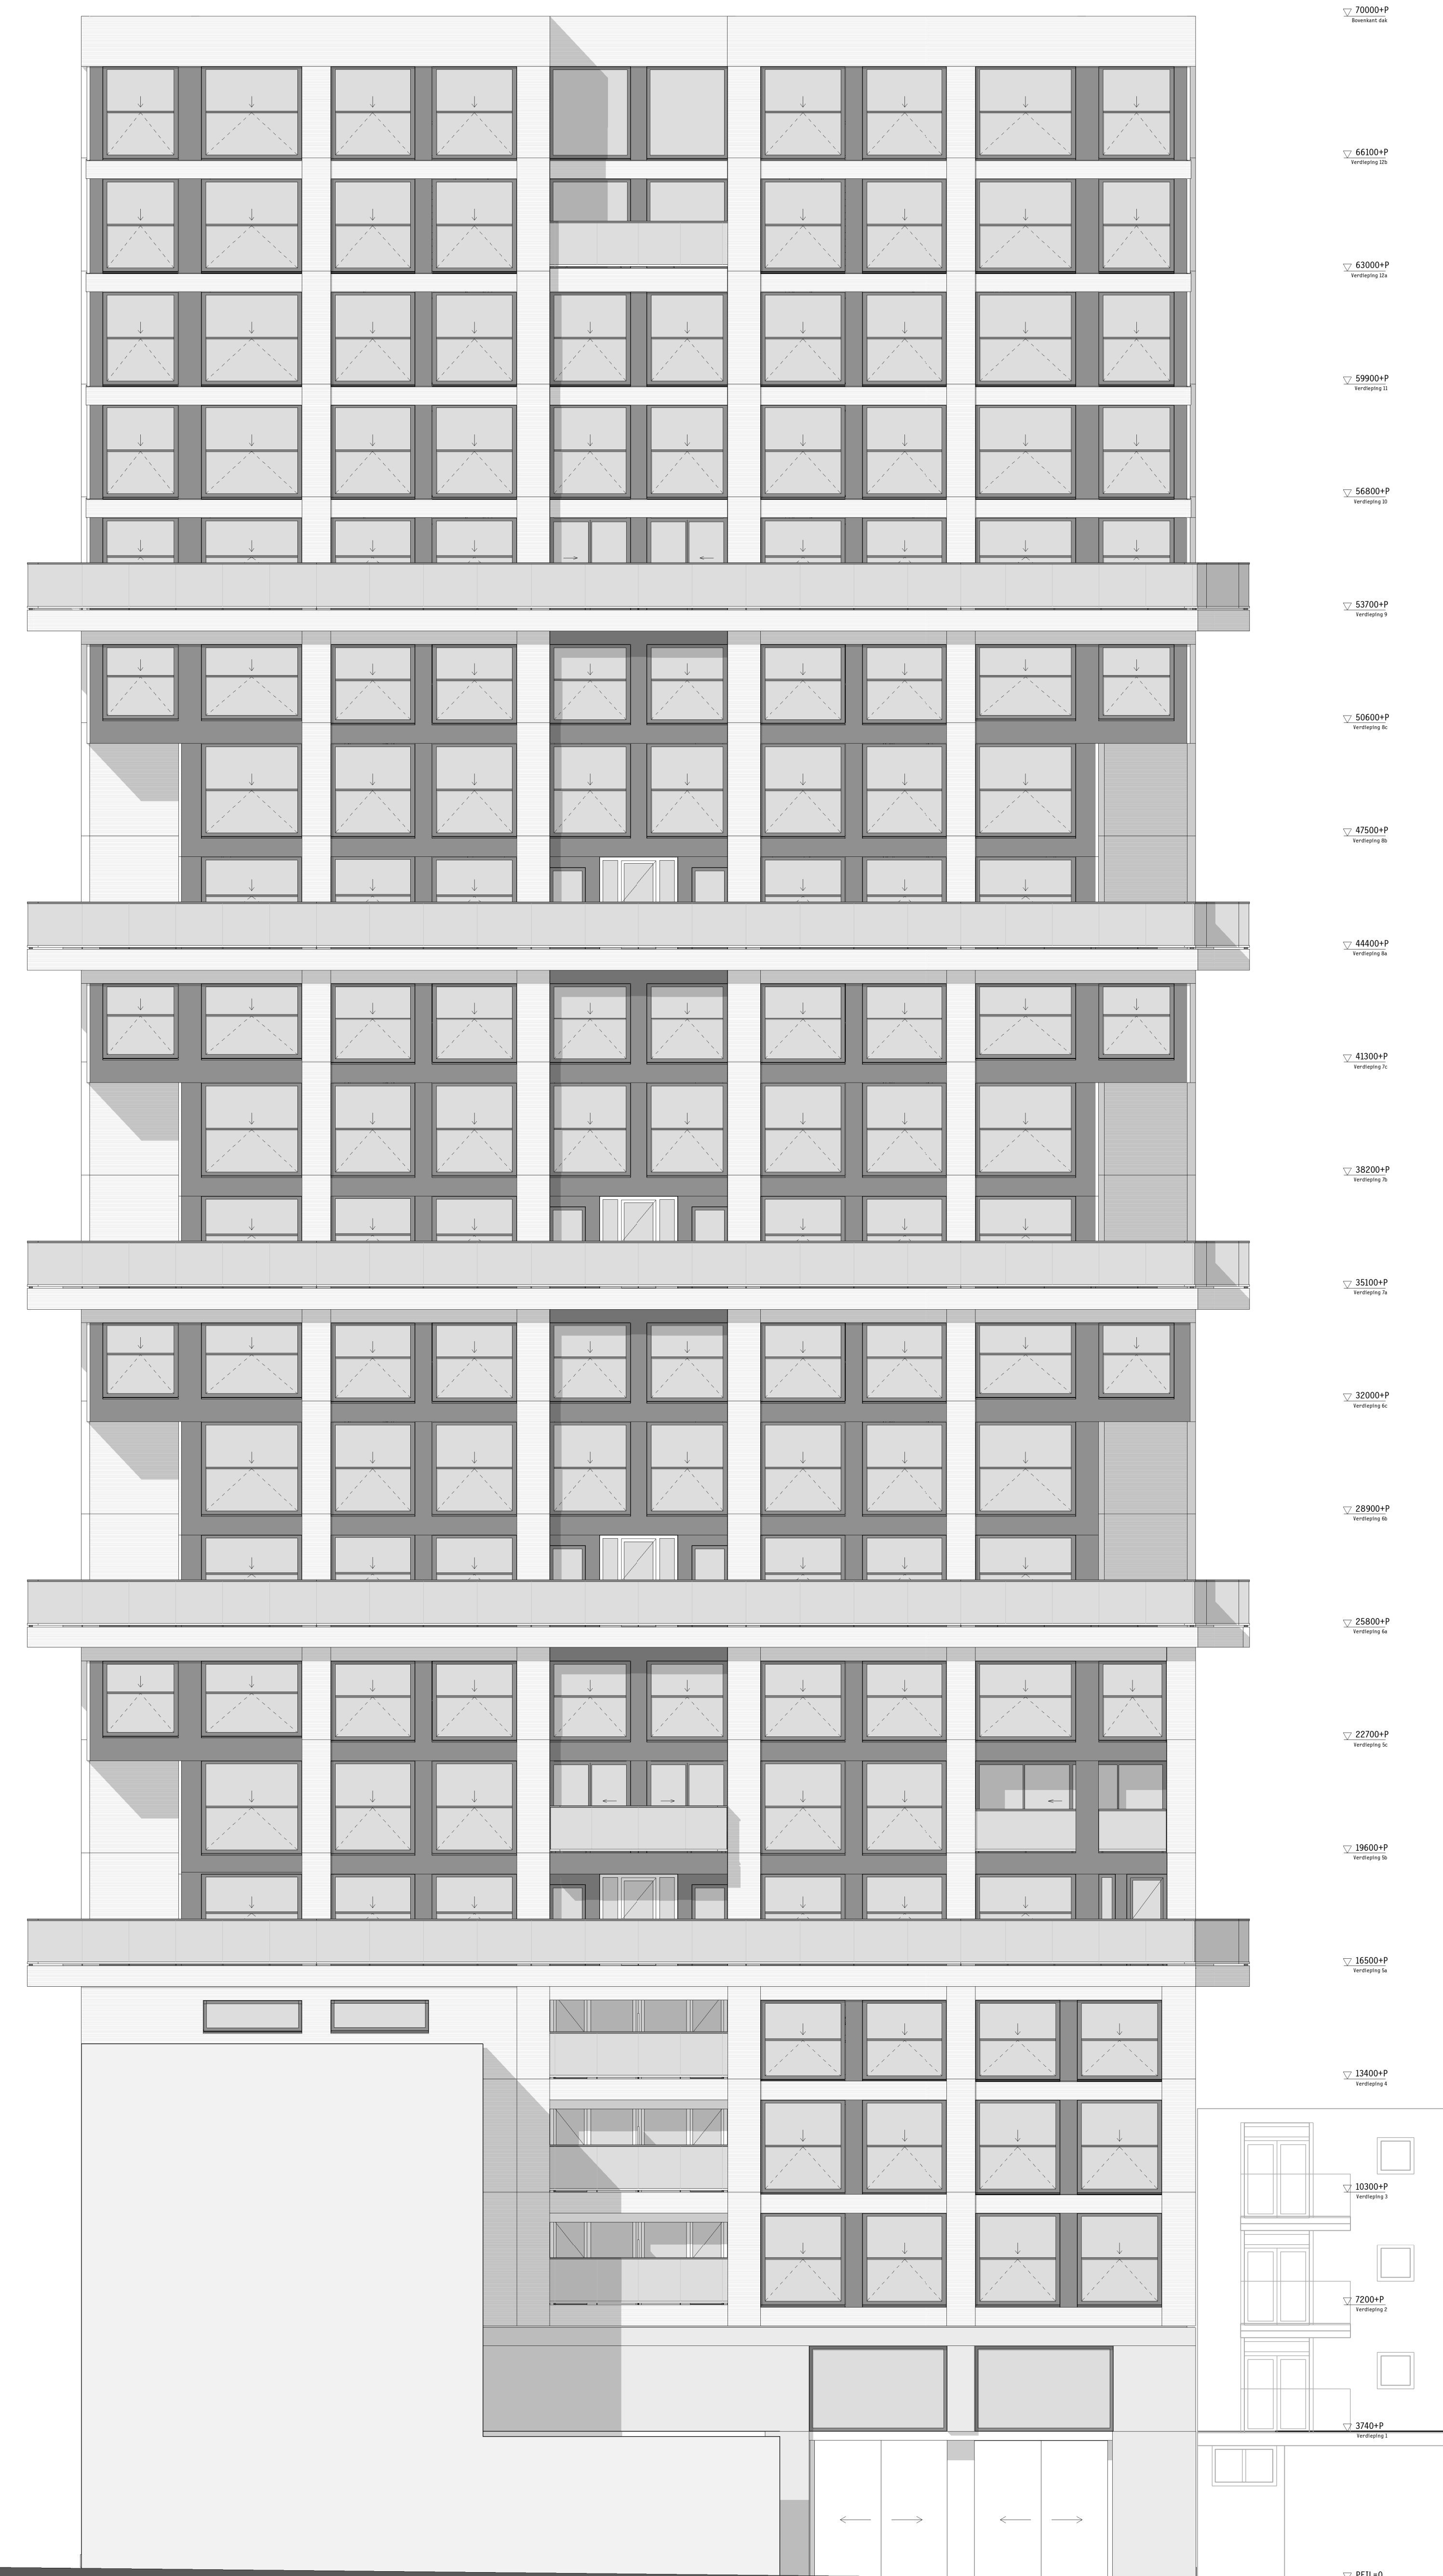 70000+P
Bovenkant dak
66100+P
Verdieping 12b
63000+P
Verdieping 12a
59900+P
Verdieping 11
56800+P
Verdieping 10
53700+P
Verdieping 9
50600+P
Verdieping 8c
47500+P
Verdieping 8b
44400+P
Verdieping 8a
41300+P
Verdieping 7c
38200+P
Verdieping 7b
35100+P
Verdieping 7a
32000+P
Verdieping 6c
28900+P
Verdieping 6b
25800+P
Verdieping 6a
22700+P
Verdieping 5c
19600+P
Verdieping 5b
16500+P
Verdieping 5a
13400+P
Verdieping 4
10300+P
Verdieping 3
7200+P
Verdieping 2
3740+P
Verdieping 1
PEIL=0